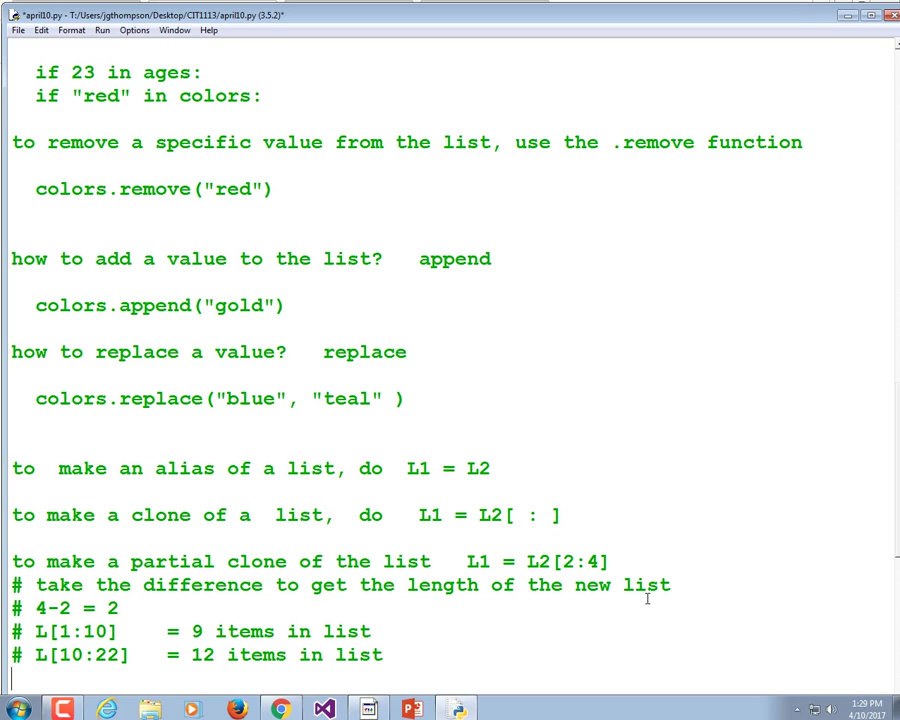 *april10.py - T:/Users/jgthompson/Desktop/CIT1113/april10.py (3.5.2)*
File Edit Format Run Options Window Help
if 23 in ages:
if "red" in colors:
to remove a specific value from the list, use the .remove function
colors.remove("red")
how to add a value to the list? append
colors.append("gold")
how to replace a value? replace
colors.replace("blue", "teal" )
to make an alias of a list, do L1 = L2
to make a clone of a list, do L1 = L2[ : ]
to make a partial clone of the list L1 = L2[2:4]
# take the difference to get the length of the new list
# 4-2 = 2
# L[1:10] = 9 items in list
# L[10:22] = 12 items in list
1:29 PM
4/10/2017